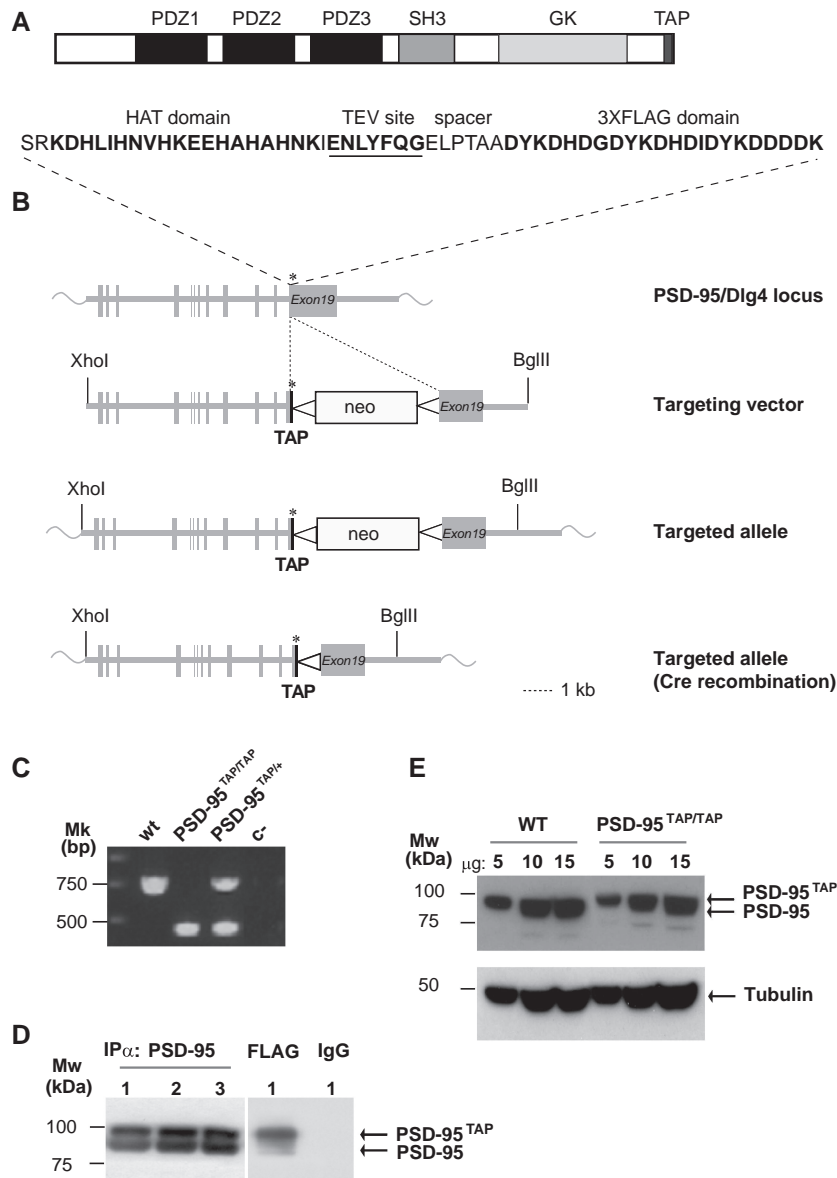 A
PDZ1 PDZ2 PDZ3 SH3 GK TAP
HAT domain TEV site spacer 3XFLAG domain
SRKDHLIHNVHKEEHAHAHNKIENLYFQGELPTAADYKDHDGDYKDHDIDYKDDDDK
B
*
Exon19
PSD-95/Dlg4 locus
XhoI BglII
*
neo Exon19
TAP
Targeting vector
XhoI BglII
*
neo Exon19
TAP
Targeted allele
XhoI BglII
*
Exon19
TAP
Targeted allele
(Cre recombination)
1 kb
C
Mk
(bp)
wt PSD-95TAP/TAP PSD-95TAP/+ c-
750
500
D
IPα: PSD-95 FLAG IgG
Mw
(kDa)
1 2 3 1 1
100
75
PSD-95TAP
PSD-95
E
WT PSD-95TAP/TAP
Mw
(kDa)
μg: 5 10 15 5 10 15
100
75
PSD-95TAP
PSD-95
50
Tubulin